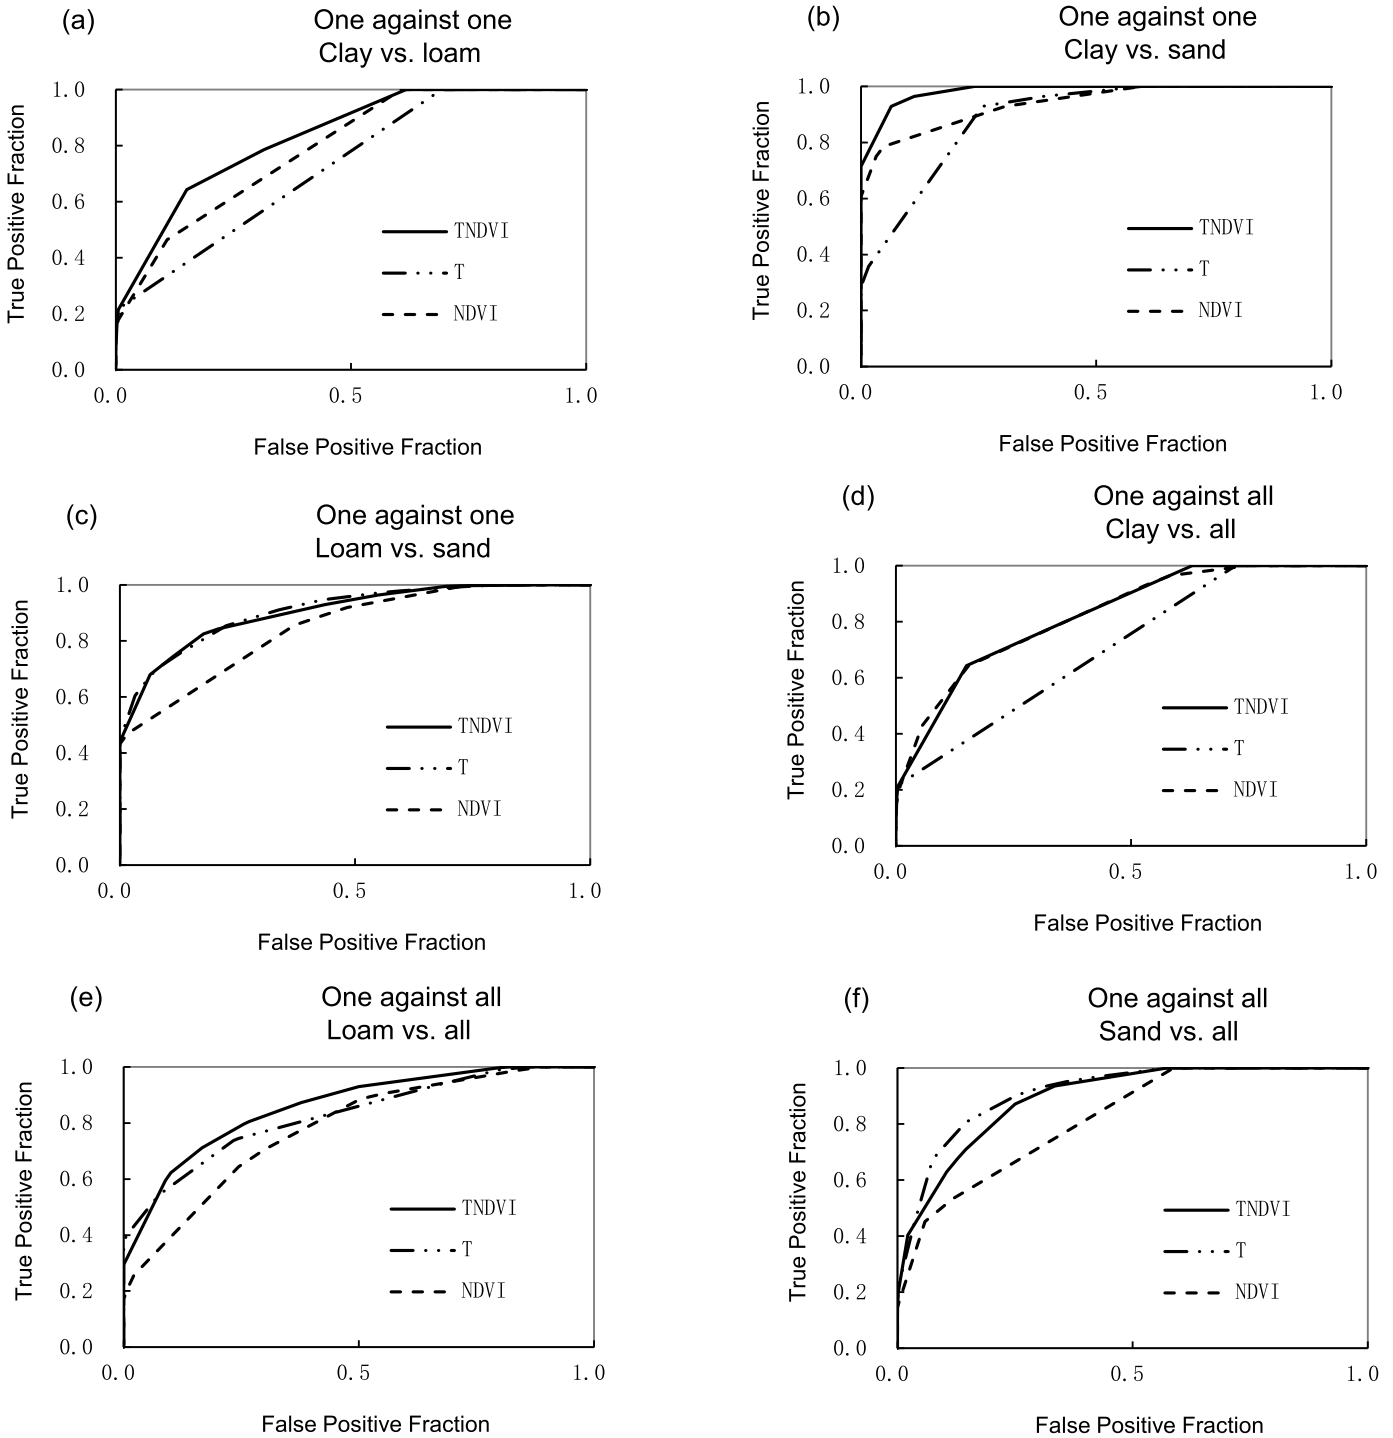 (a)
One against one
Clay vs. loam
True Positive Fraction
1.0
0.8
0.6
0.4
0.2
0.0
TNDVI
T
NDVI
0.0 0.5 1.0
False Positive Fraction
(b)
One against one
Clay vs. sand
True Positive Fraction
1.0
0.8
0.6
0.4
0.2
0.0
TNDVI
T
NDVI
0.0 0.5 1.0
False Positive Fraction
(c)
One against one
Loam vs. sand
True Positive Fraction
1.0
0.8
0.6
0.4
0.2
0.0
TNDVI
T
NDVI
0.0 0.5 1.0
False Positive Fraction
(d)
One against all
Clay vs. all
True Positive Fraction
1.0
0.8
0.6
0.4
0.2
0.0
TNDVI
T
NDVI
0.0 0.5 1.0
False Positive Fraction
(e)
One against all
Loam vs. all
True Positive Fraction
1.0
0.8
0.6
0.4
0.2
0.0
TNDVI
T
NDVI
0.0 0.5 1.0
False Positive Fraction
(f)
One against all
Sand vs. all
True Positive Fraction
1.0
0.8
0.6
0.4
0.2
0.0
TNDVI
T
NDVI
0.0 0.5 1.0
False Positive Fraction